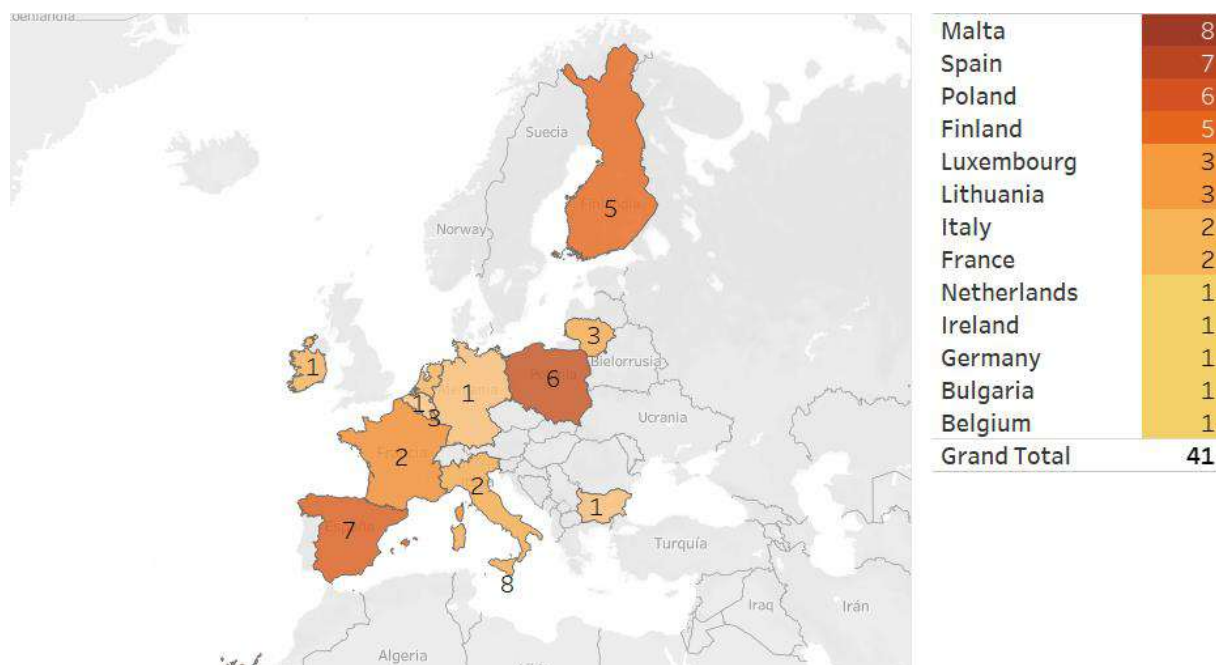 Suecia
Norway
5
3
Bielorrusia
1
6
1
1
3
Ucrania
2
2
1
7
Turquía
8
Iraq
Irán
Algeria
Malta 8
Spain 7
Poland 6
Finland 5
Luxembourg 3
Lithuania 3
Italy 2
France 2
Netherlands 1
Ireland 1
Germany 1
Bulgaria 1
Belgium 1
Grand Total 41